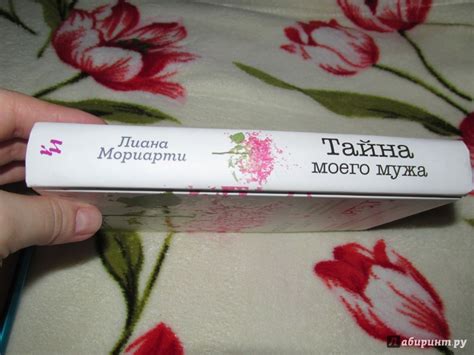 Лиана
Мориарти
Тайна
моего мужа
Лабиринт.ру